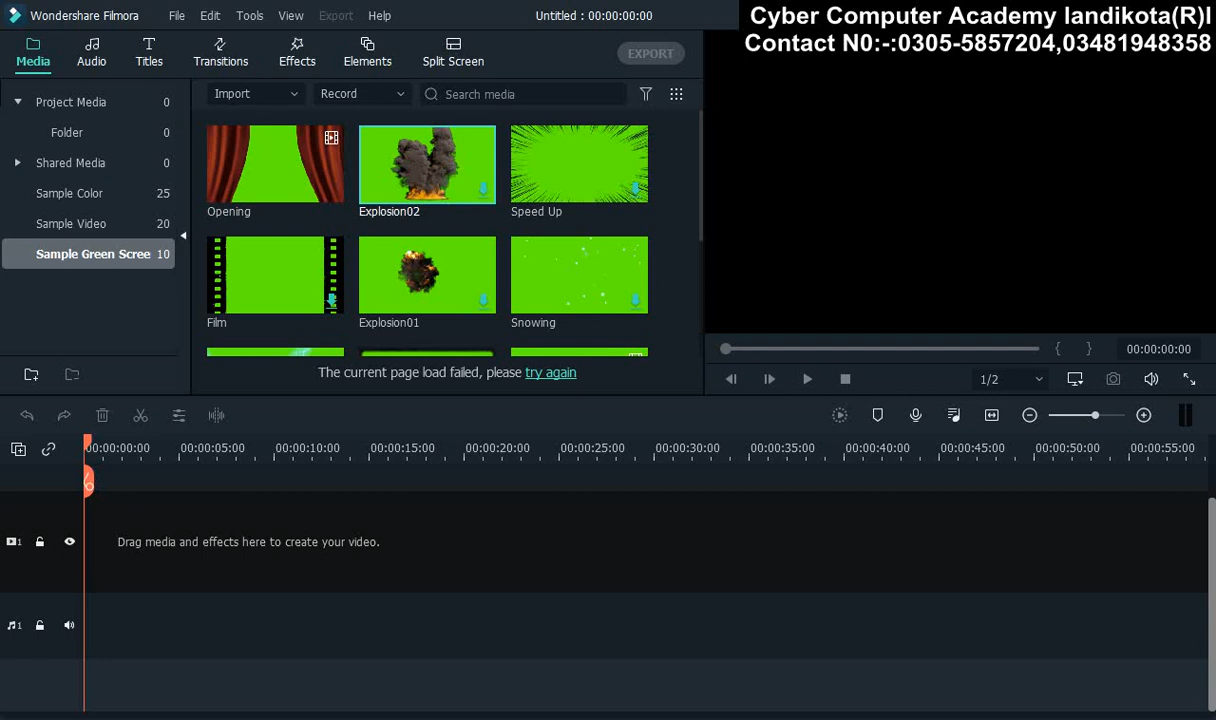 Wondershare Filmora File Edit Tools View Export Help Untitled : 00:00:00:00
Cyber Computer Academy landikota(R)I
Contact N0:-:0305-5857204,03481948358
Media Audio Titles Transitions Effects Elements Split Screen EXPORT
Project Media 0
Folder 0
Shared Media 0
Sample Color 25
Sample Video 20
Sample Green Scree 10
Import Record Search media
Opening Explosion02 Speed Up
Film Explosion01 Snowing
The current page load failed, please try again
00:00:00:00
1/2
00:00:00:00 00:00:05:00 00:00:10:00 00:00:15:00 00:00:20:00 00:00:25:00 00:00:30:00 00:00:35:00 00:00:40:00 00:00:45:00 00:00:50:00 00:00:55:00
1 Drag media and effects here to create your video.
1